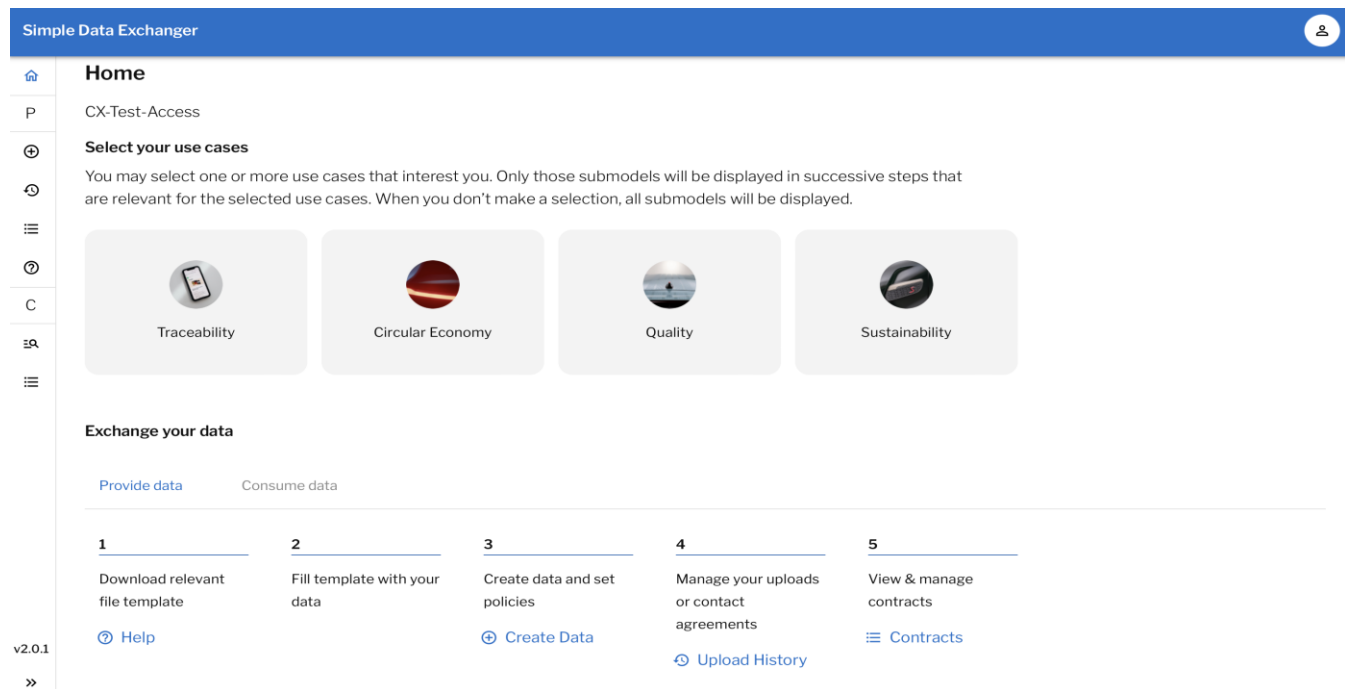 Simple Data Exchanger
Home
P
CX-Test-Access
Select your use cases
You may select one or more use cases that interest you. Only those submodels will be displayed in successive steps that
are relevant for the selected use cases. When you don't make a selection, all submodels will be displayed.
C
Traceability
Circular Economy
Quality
Sustainability
Exchange your data
Provide data
Consume data
1
Download relevant
file template
Help
2
Fill template with your
data
3
Create data and set
policies
Create Data
4
Manage your uploads
or contact
agreements
Upload History
5
View & manage
contracts
Contracts
v2.0.1